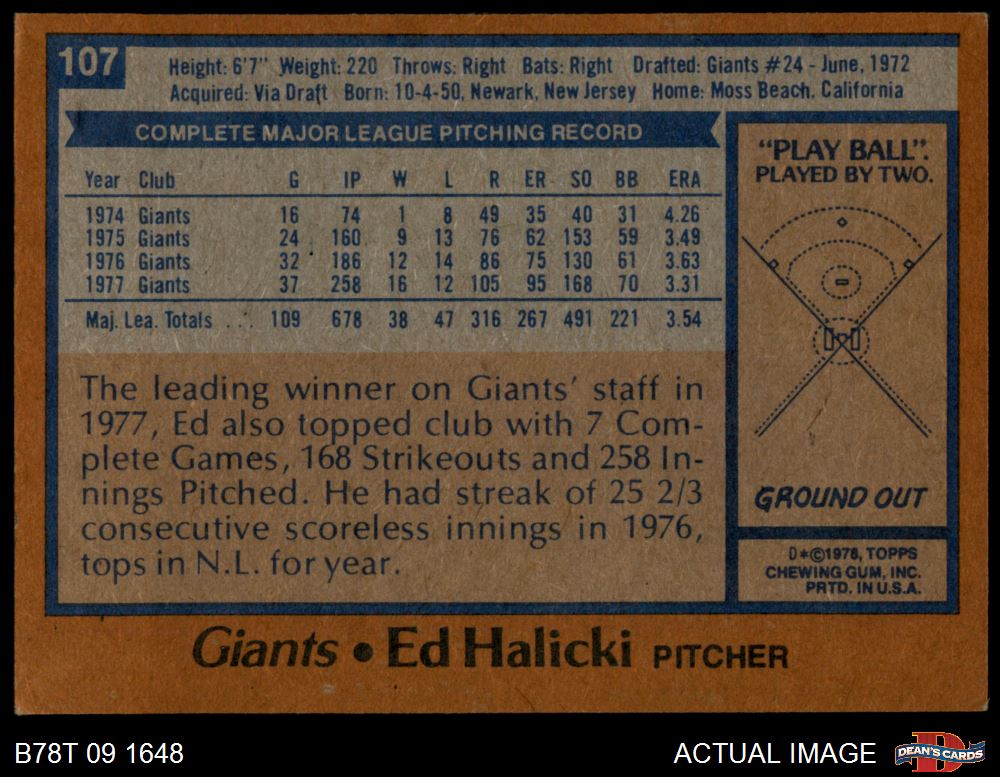 107
Height: 6'7" Weight: 220 Throws: Right Bats: Right Drafted: Giants #24 - June, 1972
Acquired: Via Draft Born: 10-4-50, Newark, New Jersey Home: Moss Beach. California
COMPLETE MAJOR LEAGUE PITCHING RECORD
Year Club G IP W L R ER SO BB ERA
1974 Giants 16 74 1 8 49 35 40 31 4.26
1975 Giants 24 160 9 13 76 62 153 59 3.49
1976 Giants 32 186 12 14 86 75 130 61 3.63
1977 Giants 37 258 16 12 105 95 168 70 3.31
Maj. Lea. Totals ... 109 678 38 47 316 267 491 221 3.54
The leading winner on Giants' staff in
1977, Ed also topped club with 7 Com-
plete Games, 168 Strikeouts and 258 In-
nings Pitched. He had streak of 25 2/3
consecutive scoreless innings in 1976,
tops in N.L. for year.
"PLAY BALL".
PLAYED BY TWO.
GROUND OUT
D*©1978, TOPPS
CHEWING GUM, INC.
PRTD. IN U.S.A.
Giants • Ed Halicki PITCHER
B78T 09 1648
ACTUAL IMAGE
DEAN'S CARDS